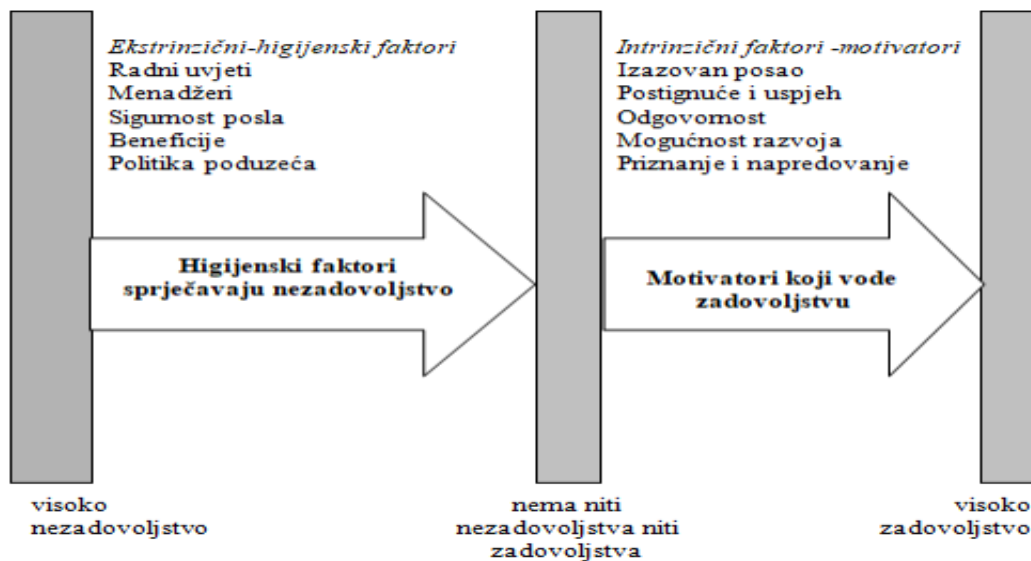 Ekstrinzični-higijenski faktori
Radni uvjeti
Menadžeri
Sigurnost posla
Beneficije
Politika poduzeća
Intrinzični faktori -motivatori
Izazovan posao
Postignuće i uspjeh
Odgovornost
Mogućnost razvoja
Priznanje i napredovanje
Higijenski faktori
sprječavaju nezadovoljstvo
Motivatori koji vode
zadovoljstvu
visoko
nezadovoljstvo
nema niti
nezadovoljstva niti
zadovoljstva
visoko
zadovoljstvo